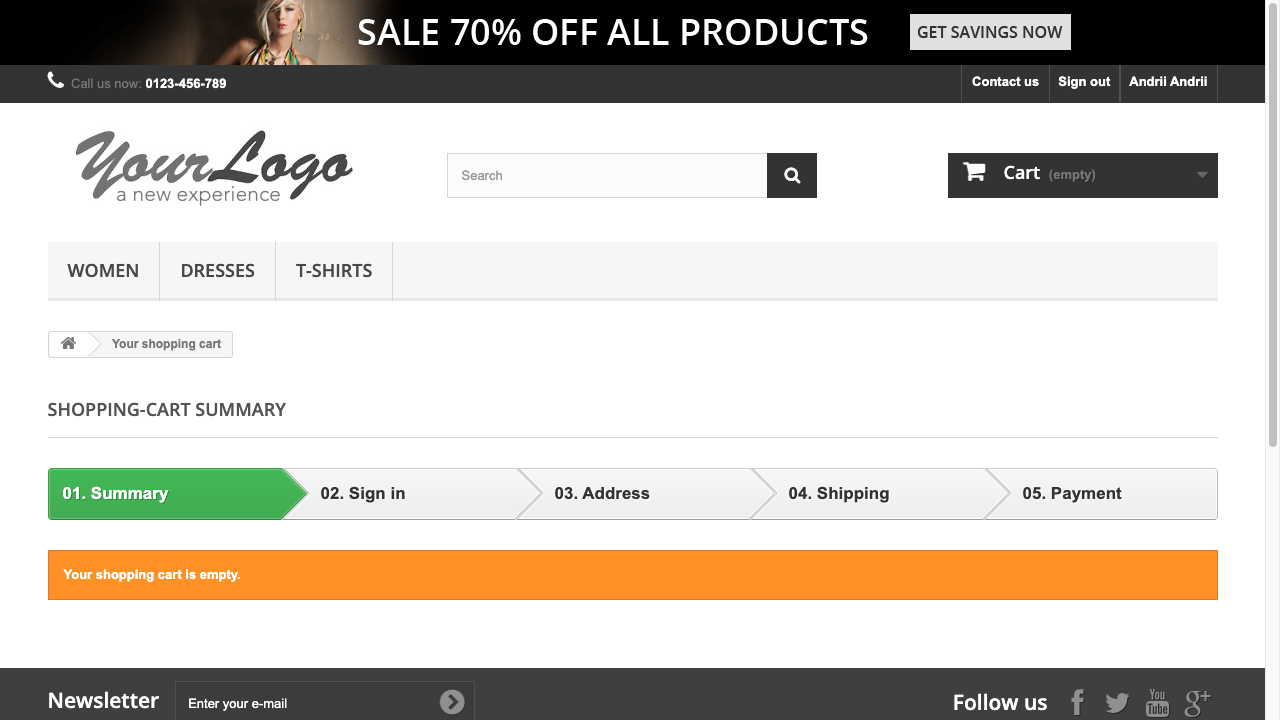 SALE 70% OFF ALL PRODUCTS GET SAVINGS NOW
Call us now: 0123-456-789 Contact us Sign out Andrii Andrii
YourLogo
a new experience
Search
Cart (empty)
WOMEN DRESSES T-SHIRTS
Your shopping cart
SHOPPING-CART SUMMARY
01. Summary 02. Sign in 03. Address 04. Shipping 05. Payment
Your shopping cart is empty.
Newsletter Enter your e-mail Follow us You Tube